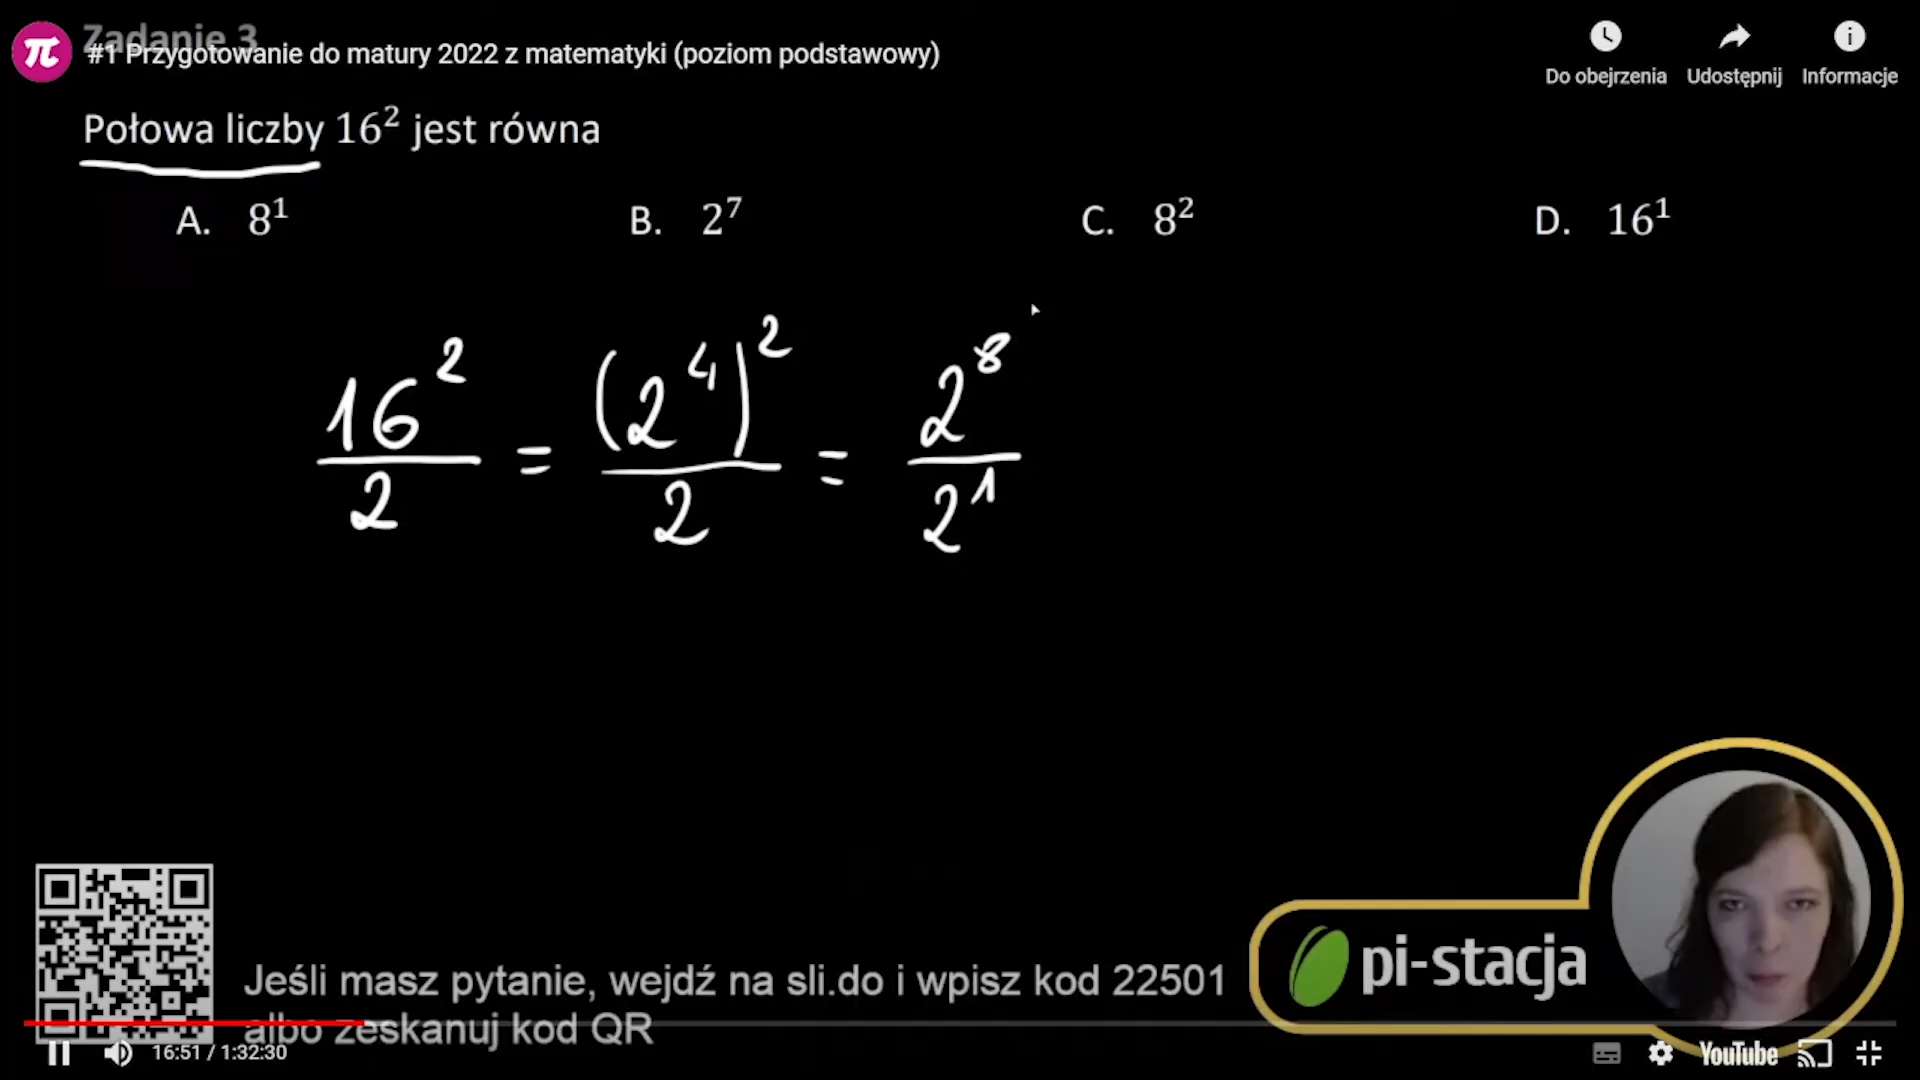 Zadanie 3
#1 Przygotowanie do matury 2022 z matematyki (poziom podstawowy)
Do obejrzenia Udostępnij Informacje
Połowa liczby 16² jest równa
A. 8¹ B. 2⁷ C. 8² D. 16¹
16²/2 = (2⁴)²/2 = 2⁸/2¹
pi-stacja
Jeśli masz pytanie, wejdź na sli.do i wpisz kod 22501
albo zeskanuj kod QR
16:51 / 1:32:30 YouTube